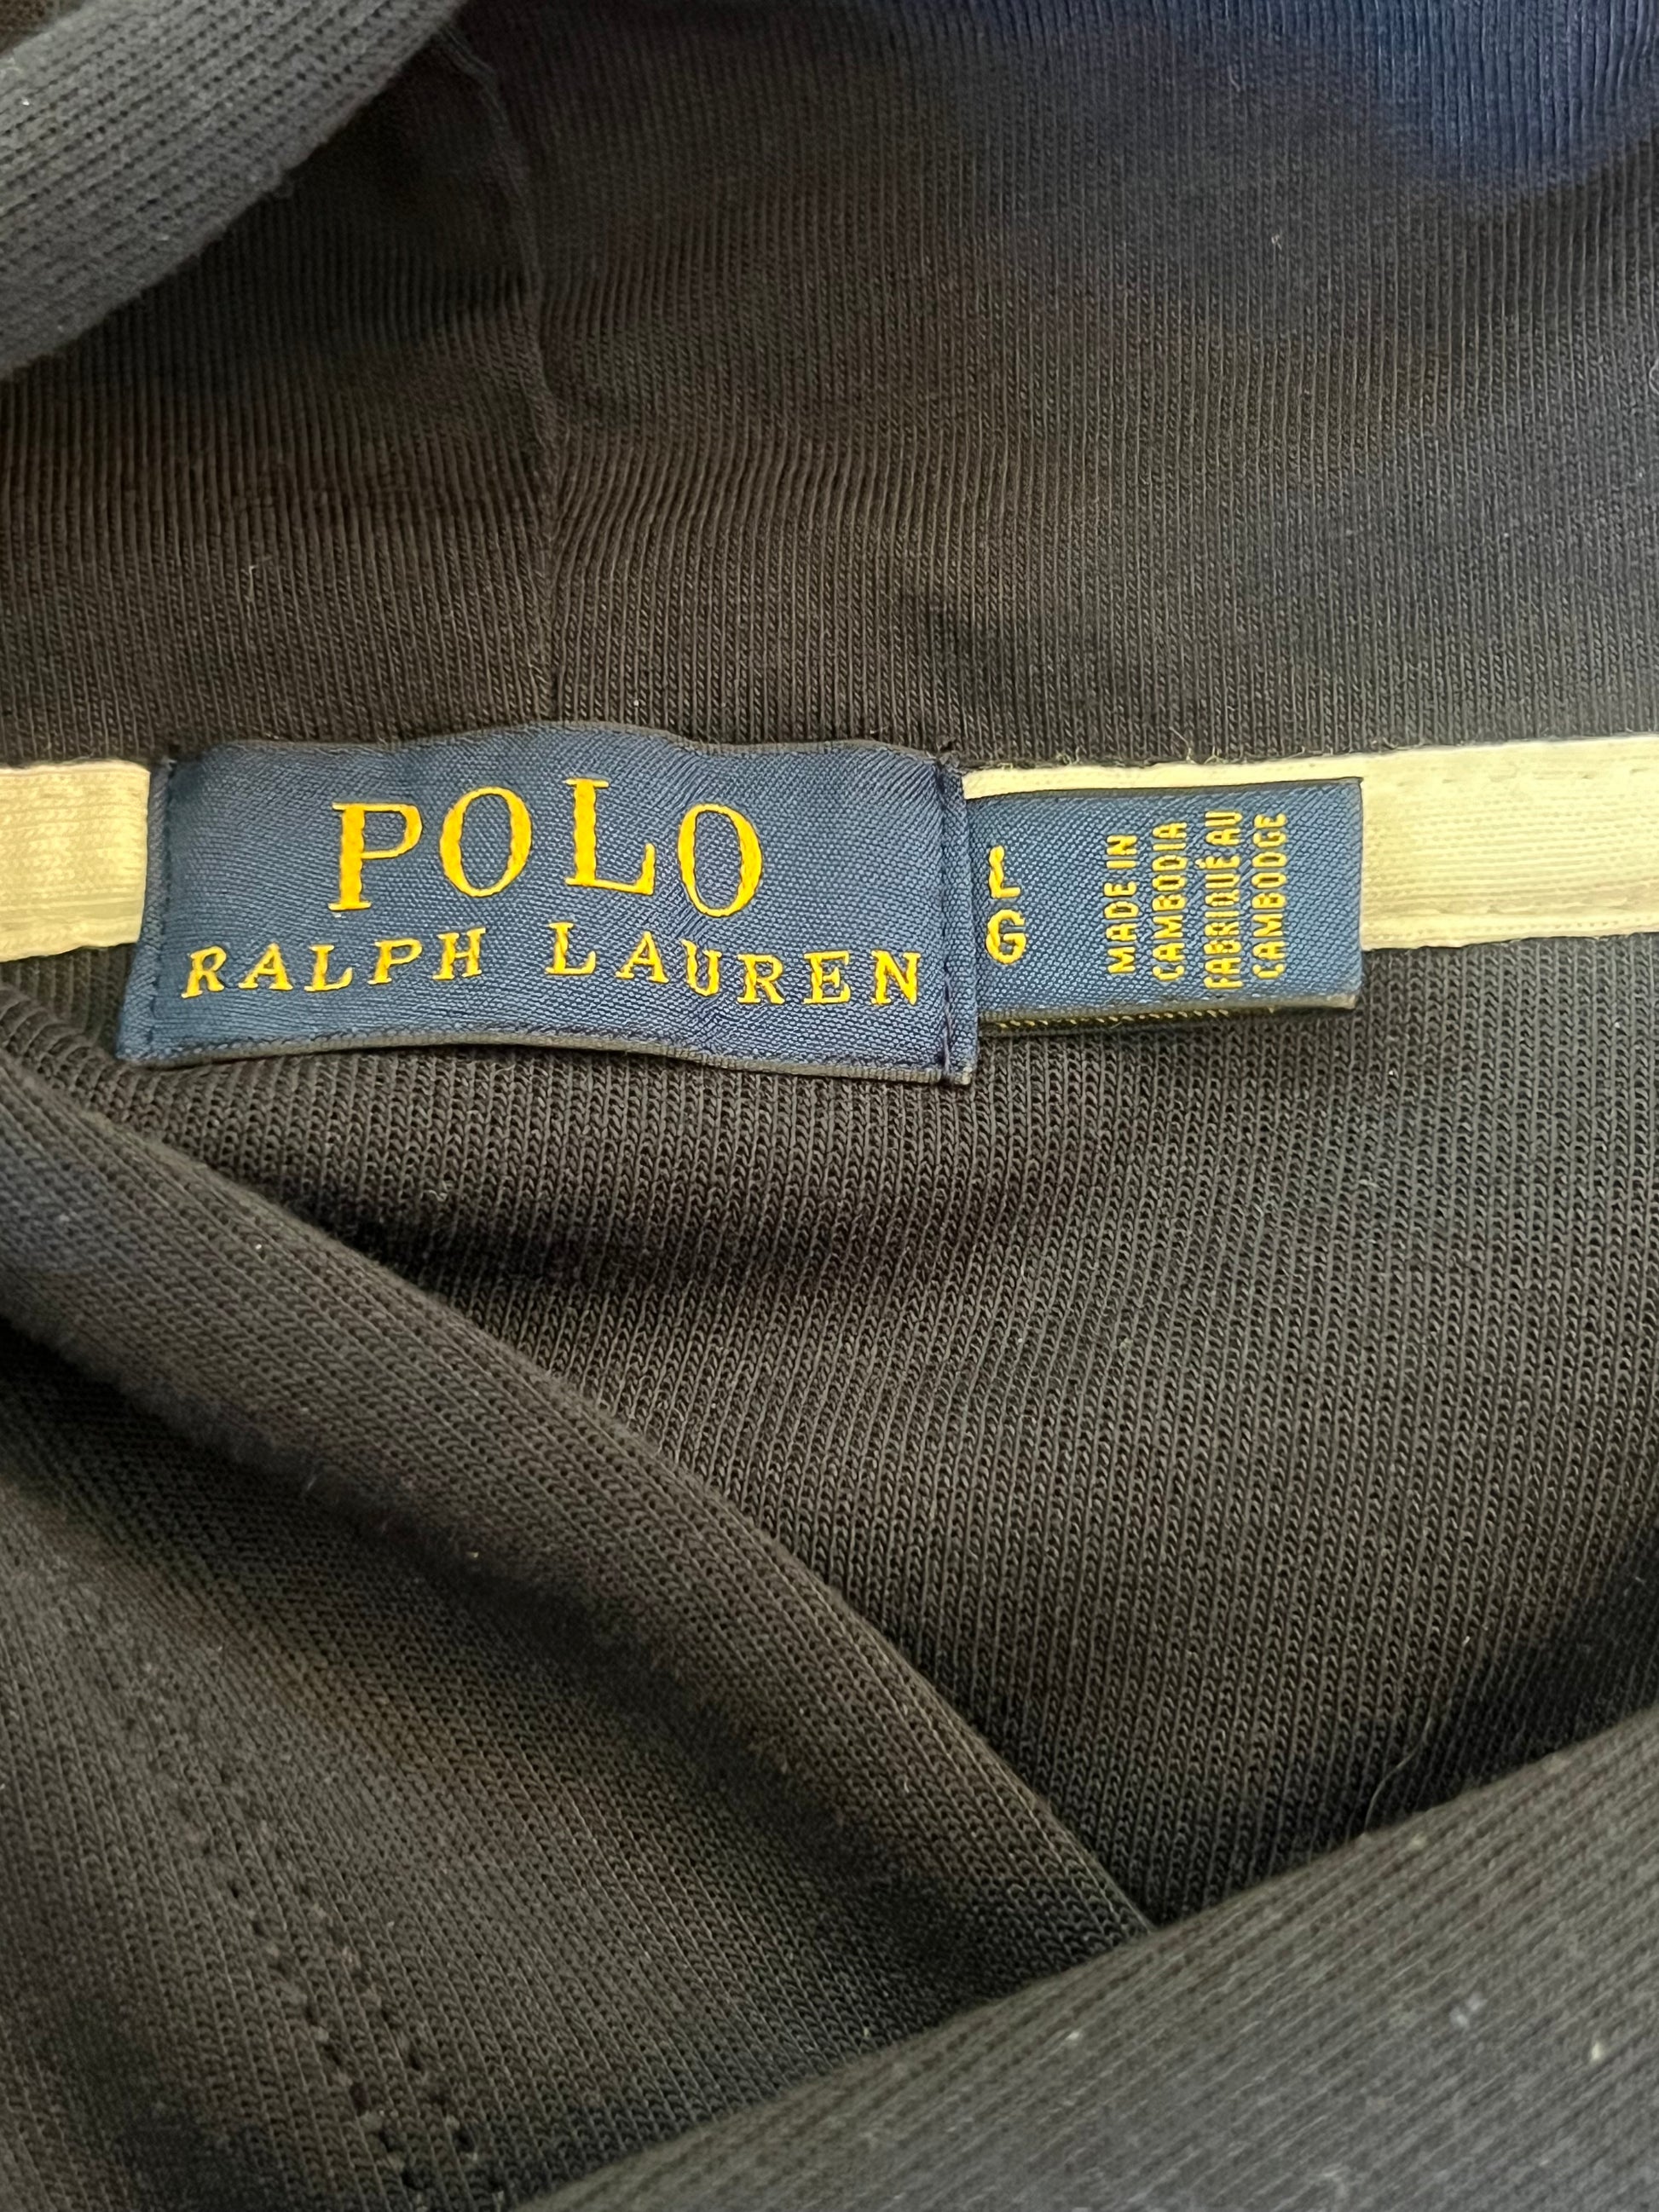 POLO
RALPH LAUREN
L
G
MADE IN
CAMBODIA
FABRIQUÉ AU
CAMBODGE